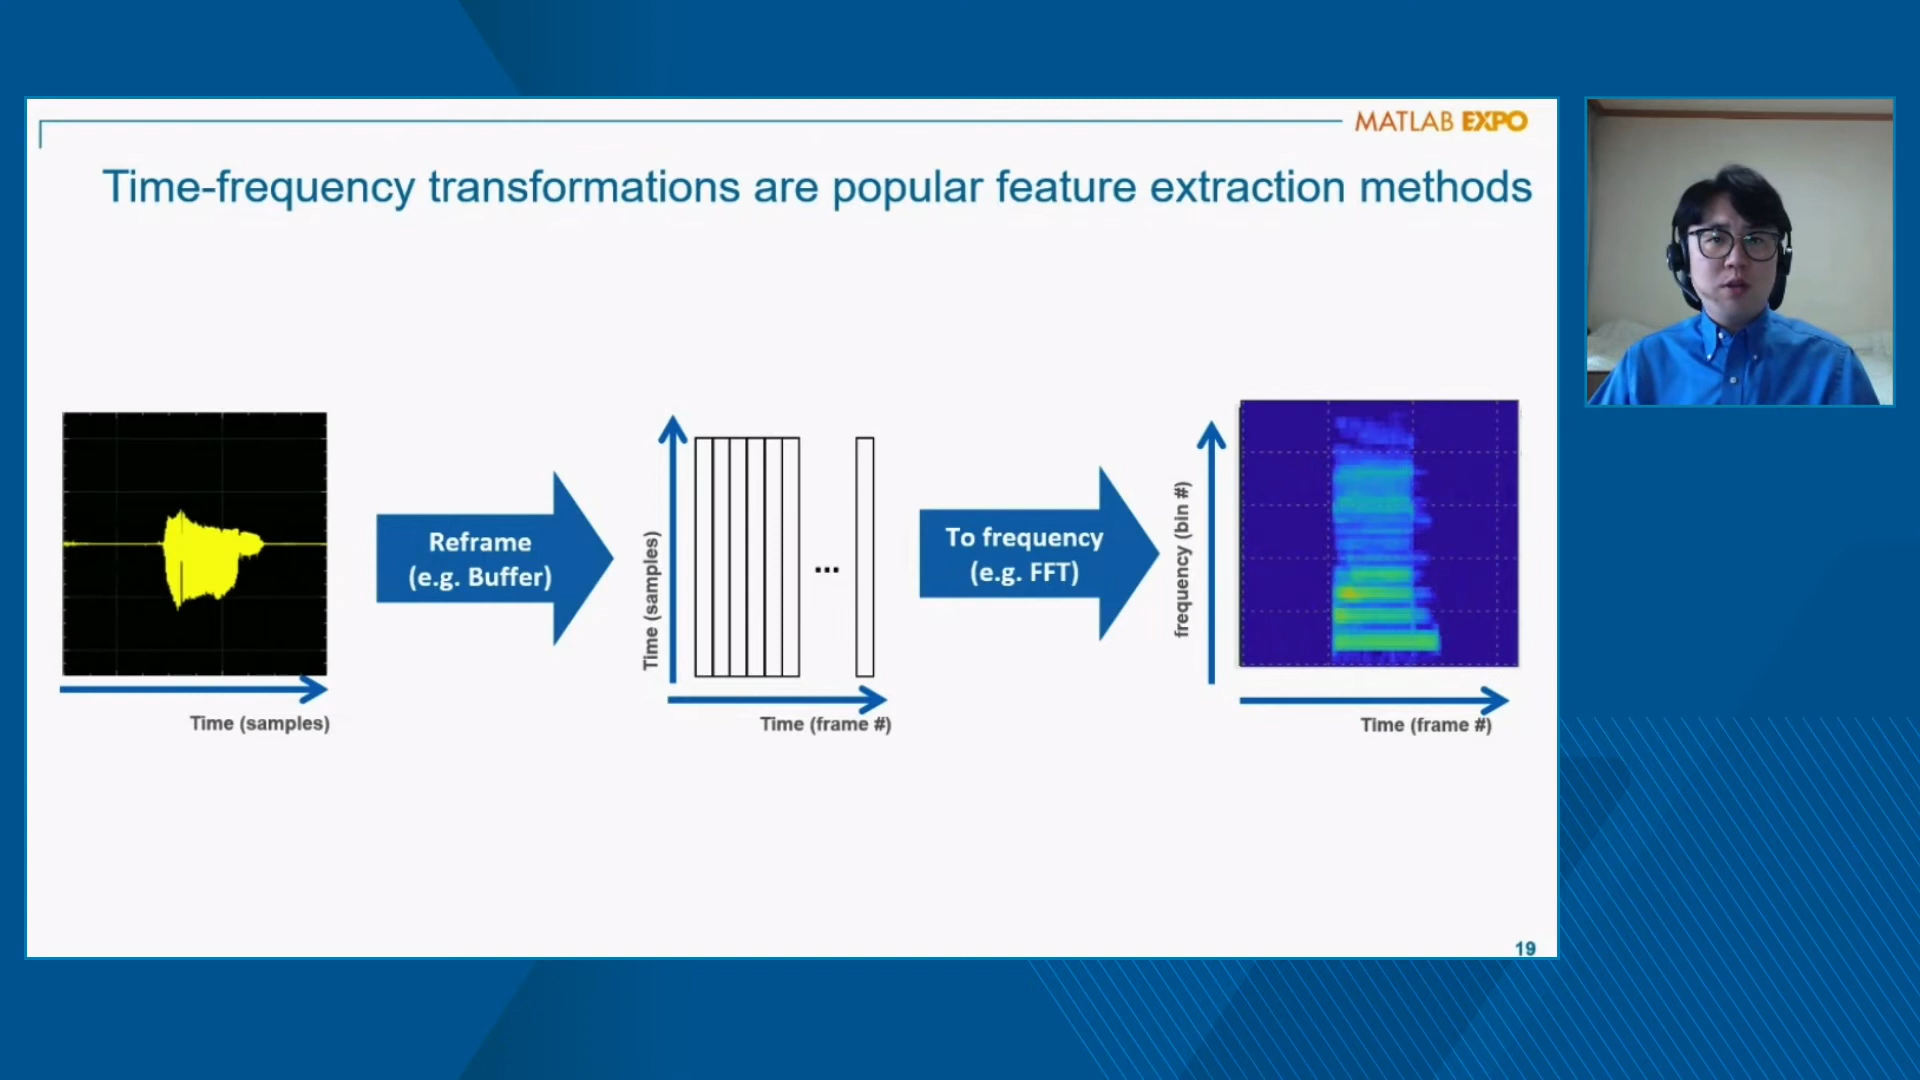 MATLAB EXPO
Time-frequency transformations are popular feature extraction methods
Time (samples)
Reframe
(e.g. Buffer)
Time (samples)
...
Time (frame #)
To frequency
(e.g. FFT)
frequency (bin #)
Time (frame #)
19